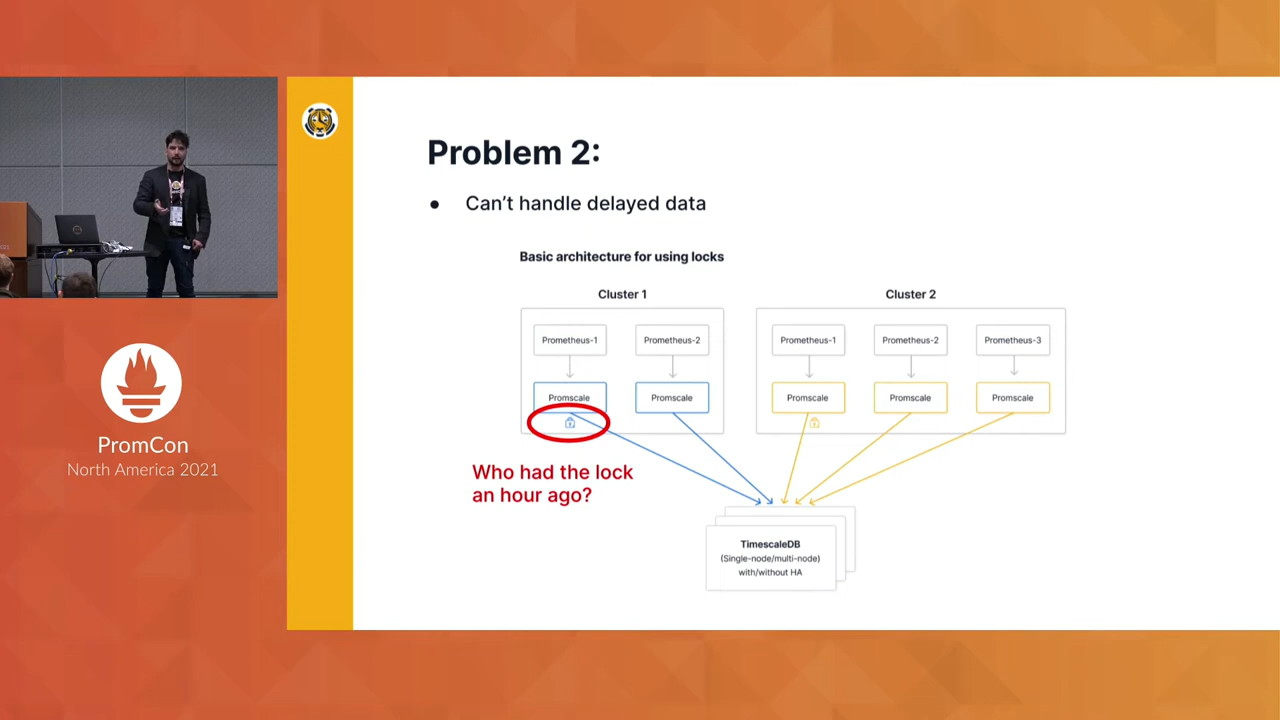 Problem 2:
Can't handle delayed data
Basic architecture for using locks
Cluster 1
Cluster 2
Prometheus-1
Prometheus-2
Prometheus-1
Prometheus-2
Prometheus-3
Promscale
Promscale
Promscale
Promscale
Promscale
Who had the lock
an hour ago?
TimescaleDB
(Single-node/multi-node)
with/without HA
PromCon
North America 2021